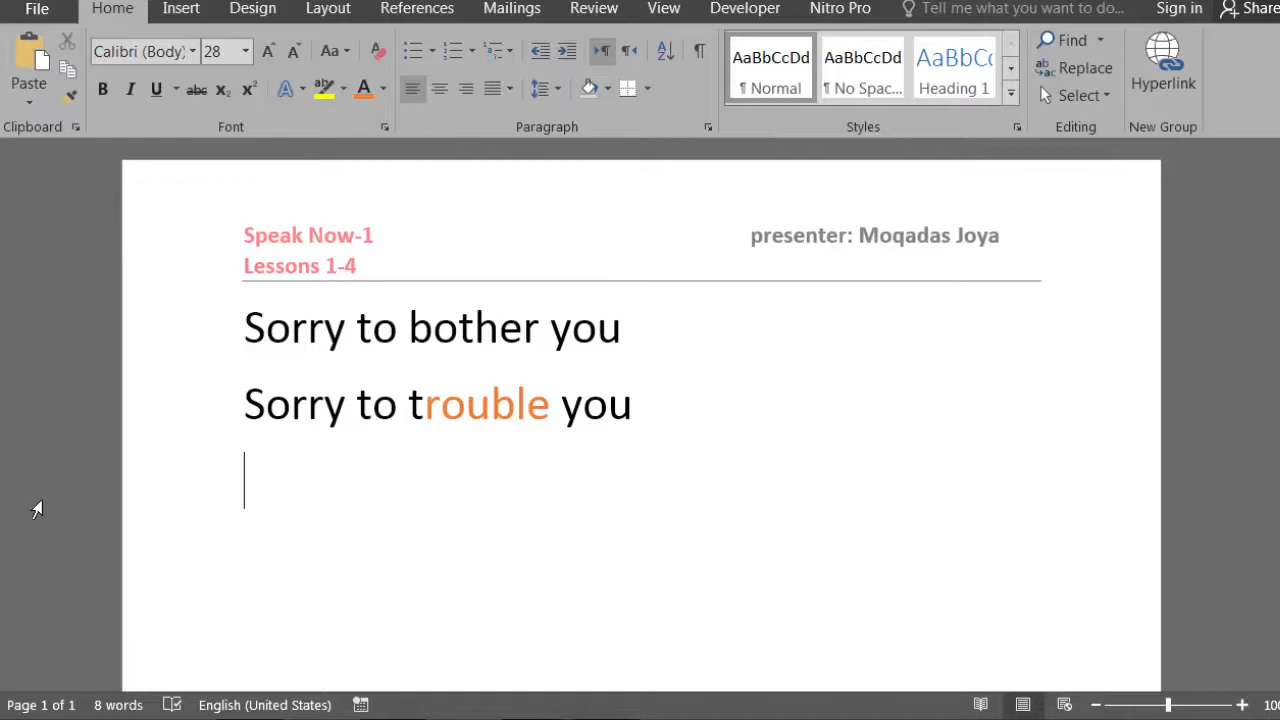 File Home Insert Design Layout References Mailings Review View Developer Nitro Pro Tell me what you want to do... Sign in Share
Paste Calibri (Body) 28 Aa AaBbCcDd AaBbCcDd AaBbCc Find Replace Select Hyperlink
¶ Normal ¶ No Spac... Heading 1
Clipboard Font Paragraph Styles Editing New Group
Speak Now-1 presenter: Moqadas Joya
Lessons 1-4
Sorry to bother you
Sorry to trouble you
Page 1 of 1 8 words English (United States) 100